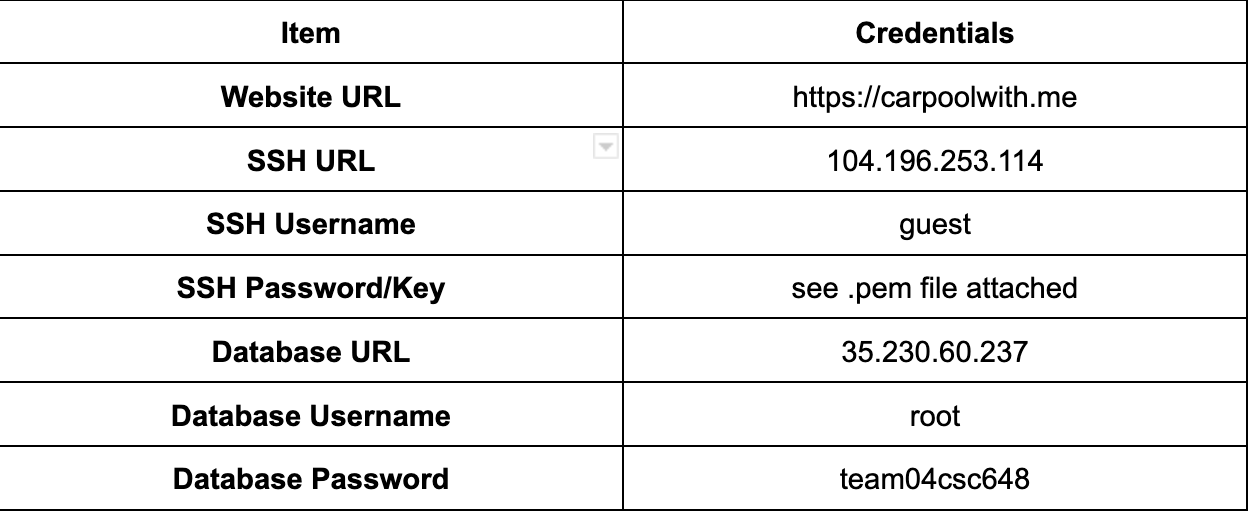 Item Credentials
Website URL https://carpoolwith.me
SSH URL 104.196.253.114
SSH Username guest
SSH Password/Key see .pem file attached
Database URL 35.230.60.237
Database Username root
Database Password team04csc648